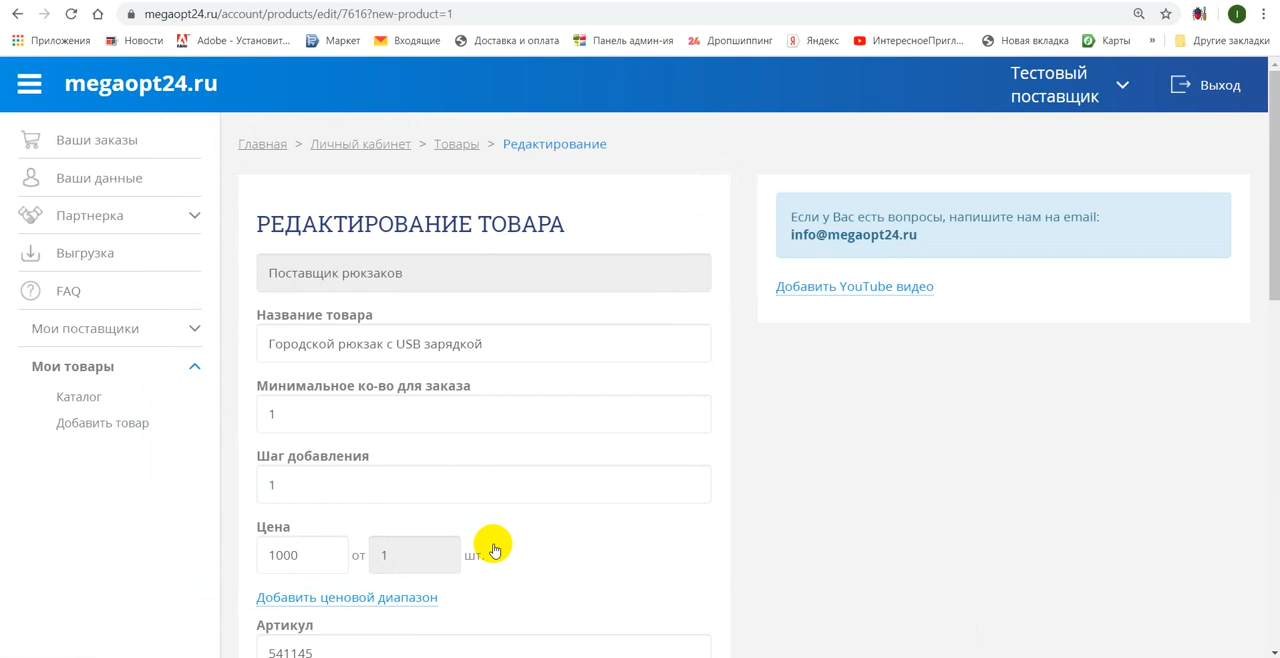 megaopt24.ru/account/products/edit/7616?new-product=1
I
Приложения
Новости
Adobe - Установит...
Маркет
Входящие
Доставка и оплата
Панель админ-ия
24 Дропшиппинг
Я Яндекс
ИнтересноеПригл...
Новая вкладка
Карты
»
Другие закладки
megaopt24.ru
Тестовый
поставщик
Выход
Ваши заказы
Ваши данные
Партнерка
Выгрузка
? FAQ
Мои поставщики
Мои товары
Каталог
Добавить товар
Главная > Личный кабинет > Товары > Редактирование
РЕДАКТИРОВАНИЕ ТОВАРА
Поставщик рюкзаков
Название товара
Городской рюкзак с USB зарядкой
Минимальное ко-во для заказа
1
Шаг добавления
1
Цена
1000 от 1 шт.
Добавить ценовой диапазон
Артикул
541145
Если у Вас есть вопросы, напишите нам на email:
info@megaopt24.ru
Добавить YouTube видео